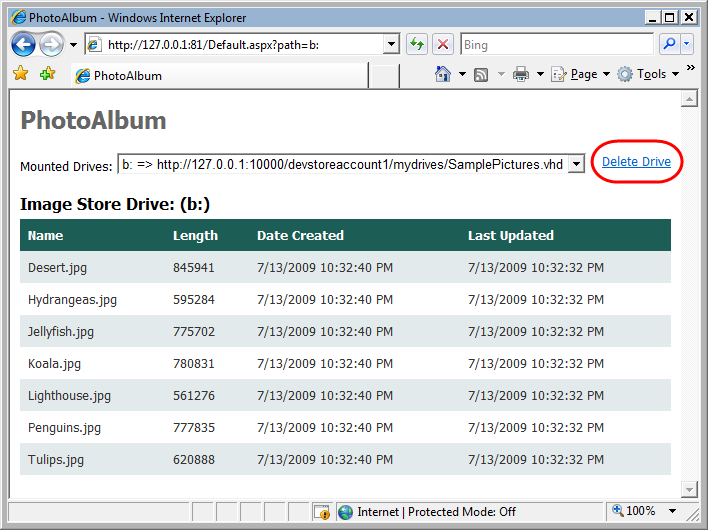 PhotoAlbum - Windows Internet Explorer
http://127.0.0.1:81/Default.aspx?path=b:
Bing
PhotoAlbum
Page
Tools
PhotoAlbum
Mounted Drives: b: => http://127.0.0.1:10000/devstoreaccount1/mydrives/SamplePictures.vhd Delete Drive
Image Store Drive: (b:)
Name Length Date Created Last Updated
Desert.jpg 845941 7/13/2009 10:32:40 PM 7/13/2009 10:32:32 PM
Hydrangeas.jpg 595284 7/13/2009 10:32:40 PM 7/13/2009 10:32:32 PM
Jellyfish.jpg 775702 7/13/2009 10:32:40 PM 7/13/2009 10:32:32 PM
Koala.jpg 780831 7/13/2009 10:32:40 PM 7/13/2009 10:32:32 PM
Lighthouse.jpg 561276 7/13/2009 10:32:40 PM 7/13/2009 10:32:32 PM
Penguins.jpg 777835 7/13/2009 10:32:40 PM 7/13/2009 10:32:32 PM
Tulips.jpg 620888 7/13/2009 10:32:40 PM 7/13/2009 10:32:32 PM
Internet | Protected Mode: Off
100%